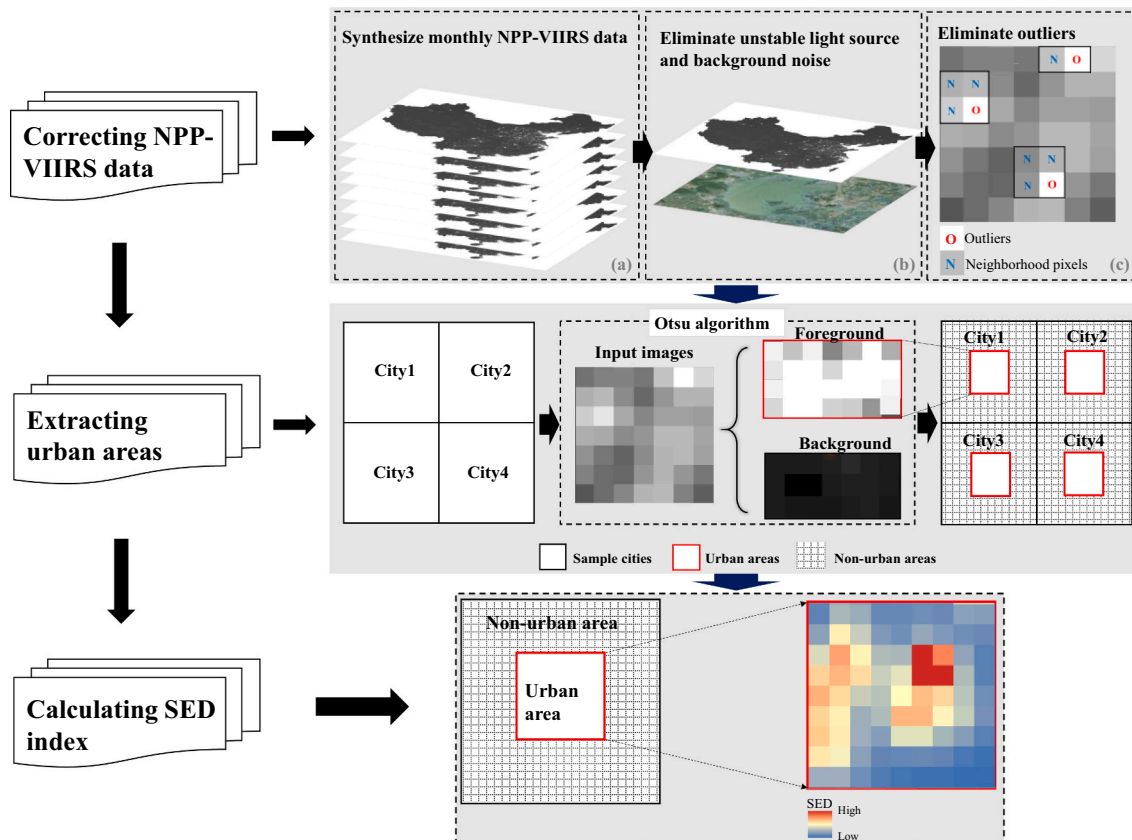 Synthesize monthly NPP-VIIRS data
Eliminate unstable light source
and background noise
Eliminate outliers
N O
N N
N O
N N
N O
Correcting NPP-
VIIRS data
O Outliers
N Neighborhood pixels
(a)
(b)
(c)
Otsu algorithm
City1
City2
City3
City4
Input images
Foreground
Background
City1
City2
City3
City4
Extracting
urban areas
Sample cities
Urban areas
Non-urban areas
Non-urban area
Urban
area
Calculating SED
index
SED
High
Low